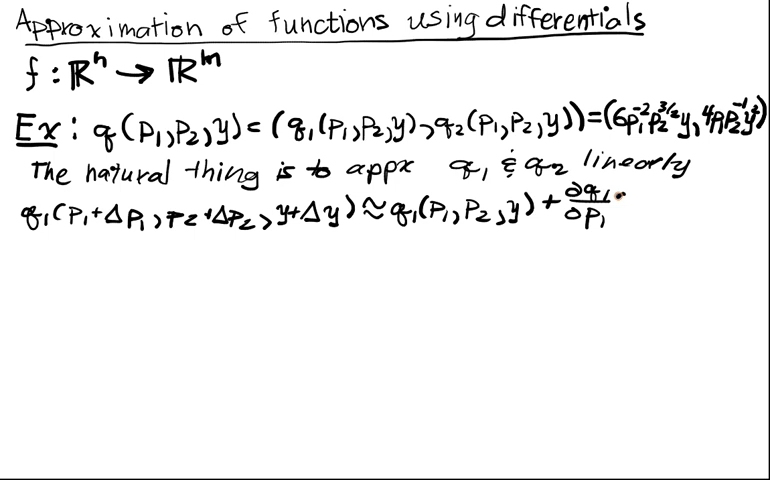 Approximation of functions using differentials
f : ℝⁿ → ℝᵐ
Ex : q(P₁,P₂,y) = (q₁(P₁,P₂,y), q₂(P₁,P₂,y)) = (6P₁⁻²P₂^{3/2}y, 4P₁P₂⁻¹y²)
The natural thing is to appx q₁ & q₂ linearly
q₁(P₁+ΔP₁, P₂+ΔP₂, y+Δy) ≈ q₁(P₁,P₂,y) + ∂q₁/∂P₁